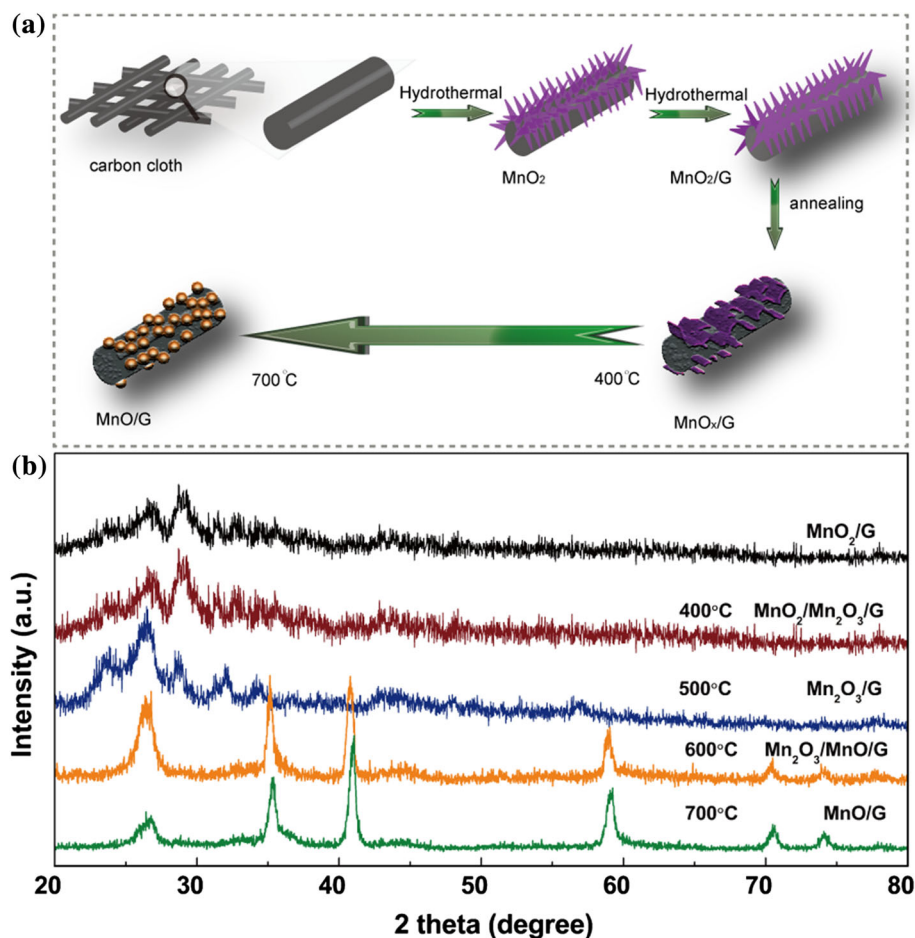 (a)
Hydrothermal
Hydrothermal
carbon cloth
MnO₂
MnO₂/G
annealing
700°C
400°C
MnO/G
MnOₓ/G
(b)
MnO₂/G
400°C MnO₂/Mn₂O₃/G
500°C Mn₂O₃/G
600°C Mn₂O₃/MnO/G
700°C MnO/G
Intensity (a.u.)
20 30 40 50 60 70 80
2 theta (degree)